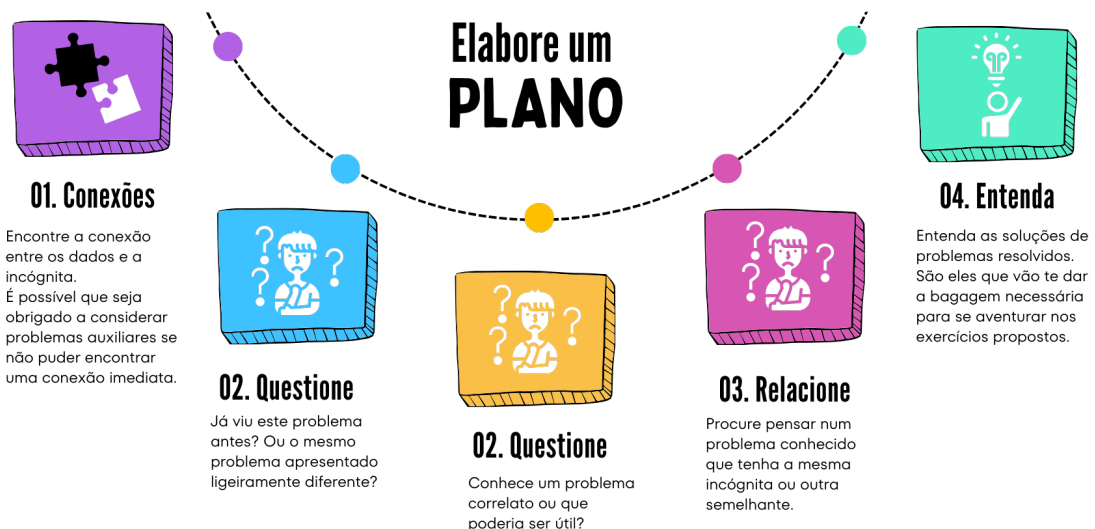 Elabore um
PLANO
01. Conexões
Encontre a conexão
entre os dados e a
incógnita.
É possível que seja
obrigado a considerar
problemas auxiliares se
não puder encontrar
uma conexão imediata.
02. Questione
Já viu este problema
antes? Ou o mesmo
problema apresentado
ligeiramente diferente?
02. Questione
Conhece um problema
correlato ou que
poderia ser útil?
03. Relacione
Procure pensar num
problema conhecido
que tenha a mesma
incógnita ou outra
semelhante.
04. Entenda
Entenda as soluções de
problemas resolvidos.
São eles que vão te dar
a bagagem necessária
para se aventurar nos
exercícios propostos.